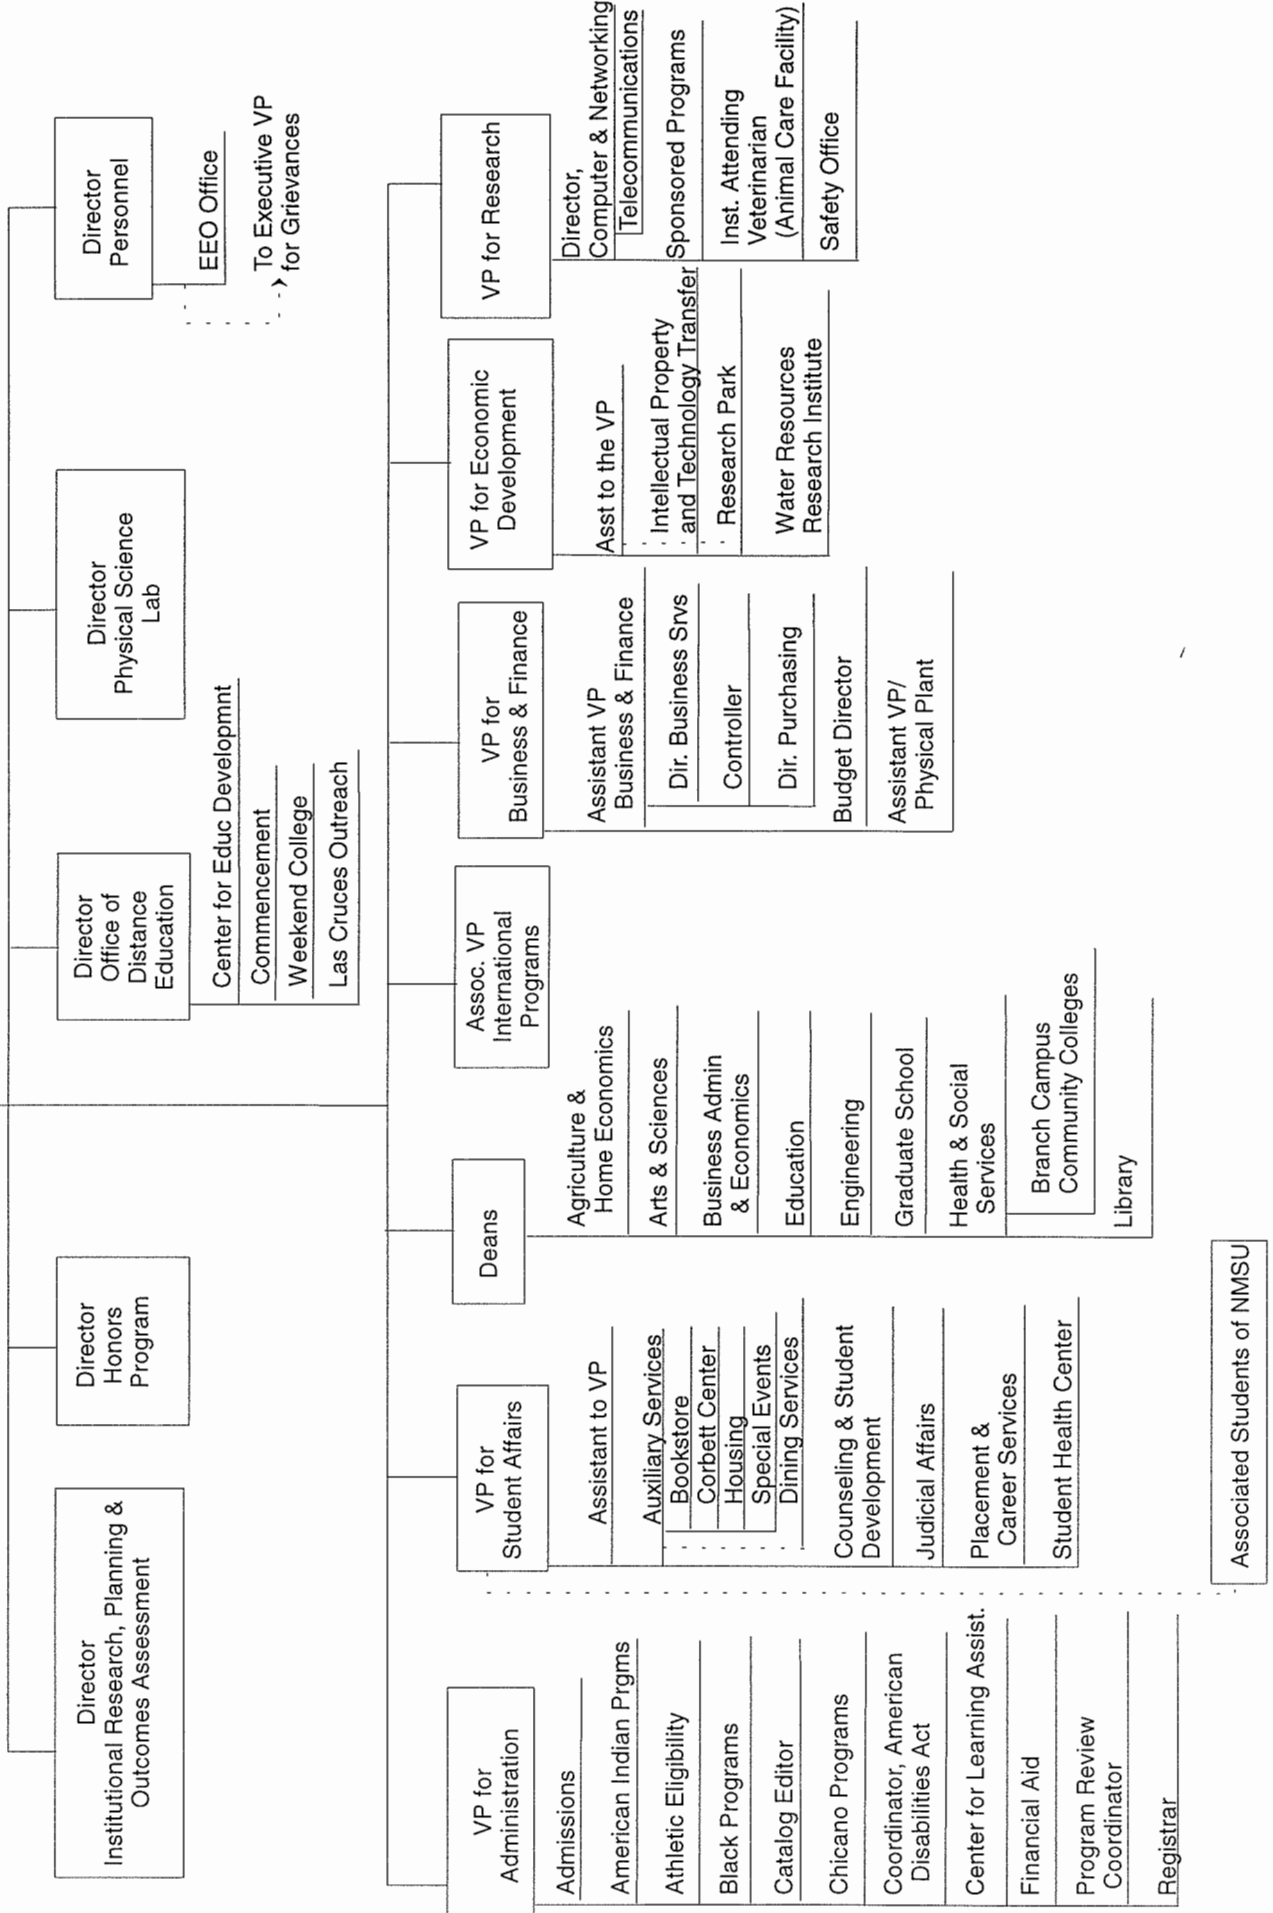 Director
Institutional Research, Planning &
Outcomes Assessment
Director
Honors
Program
Director
Office of
Distance
Education
Center for Educ Developmnt
Commencement
Weekend College
Las Cruces Outreach
Director
Physical Science
Lab
Director
Personnel
EEO Office
To Executive VP
for Grievances
VP for
Administration
Admissions
American Indian Prgms
Athletic Eligibility
Black Programs
Catalog Editor
Chicano Programs
Coordinator, American
Disabilities Act
Center for Learning Assist.
Financial Aid
Program Review
Coordinator
Registrar
VP for
Student Affairs
Assistant to VP
Auxiliary Services
Bookstore
Corbett Center
Housing
Special Events
Dining Services
Counseling & Student
Development
Judicial Affairs
Placement &
Career Services
Student Health Center
Associated Students of NMSU
Deans
Agriculture &
Home Economics
Arts & Sciences
Business Admin
& Economics
Education
Engineering
Graduate School
Health & Social
Services
Branch Campus
Community Colleges
Library
Assoc. VP
International
Programs
VP for
Business & Finance
Assistant VP
Business & Finance
Dir. Business Srvs
Controller
Dir. Purchasing
Budget Director
Assistant VP/
Physical Plant
VP for Economic
Development
Asst to the VP
Intellectual Property
and Technology Transfer
Research Park
Water Resources
Research Institute
VP for Research
Director,
Computer & Networking
Telecommunications
Sponsored Programs
Inst. Attending
Veterinarian
(Animal Care Facility)
Safety Office